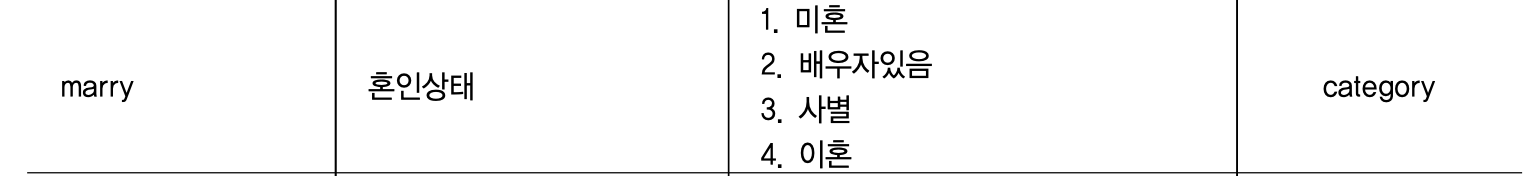 marry
혼인상태
1. 미혼
2. 배우자있음
3. 사별
4. 이혼
category